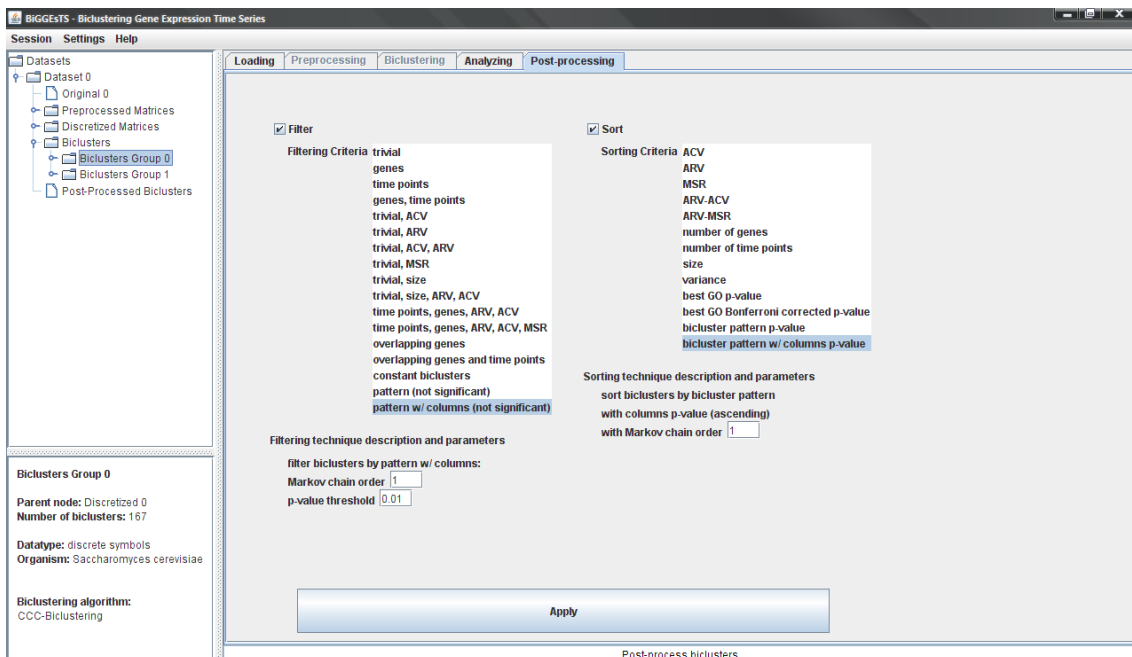 BiGGEsTS - Biclustering Gene Expression Time Series
Session Settings Help
Datasets
Dataset 0
Original 0
Preprocessed Matrices
Discretized Matrices
Biclusters
Biclusters Group 0
Biclusters Group 1
Post-Processed Biclusters
Biclusters Group 0
Parent node: Discretized 0
Number of biclusters: 167
Datatype: discrete symbols
Organism: Saccharomyces cerevisiae
Biclustering algorithm:
CCC-Biclustering
Loading Preprocessing Biclustering Analyzing Post-processing
Filter
Filtering Criteria trivial
genes
time points
genes, time points
trivial, ACV
trivial, ARV
trivial, ACV, ARV
trivial, MSR
trivial, size
trivial, size, ARV, ACV
time points, genes, ARV, ACV
time points, genes, ARV, ACV, MSR
overlapping genes
overlapping genes and time points
constant biclusters
pattern (not significant)
pattern w/ columns (not significant)
Filtering technique description and parameters
filter biclusters by pattern w/ columns:
Markov chain order 1
p-value threshold 0.01
Sort
Sorting Criteria ACV
ARV
MSR
ARV-ACV
ARV-MSR
number of genes
number of time points
size
variance
best GO p-value
best GO Bonferroni corrected p-value
bicluster pattern p-value
bicluster pattern w/ columns p-value
Sorting technique description and parameters
sort biclusters by bicluster pattern
with columns p-value (ascending)
with Markov chain order 1
Apply
Post-process biclusters